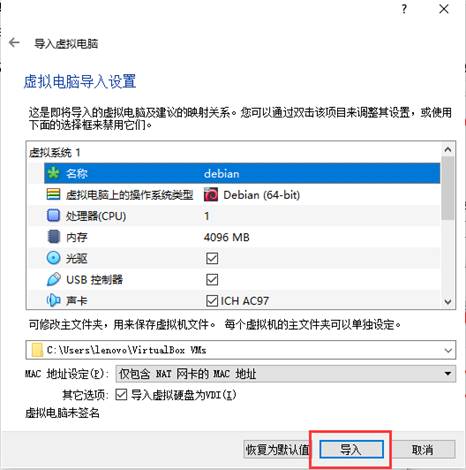 导入虚拟电脑
虚拟电脑导入设置
这是即将导入的虚拟电脑及建议的映射关系。您可以通过双击该项目来调整其设置，或使用
下面的选择框来禁用它们。
虚拟系统 1
名称 debian
虚拟电脑上的操作系统类型 Debian (64-bit)
处理器(CPU) 1
内存 4096 MB
光驱
USB 控制器
声卡 ICH AC97
可修改主文件夹，用来保存虚拟机文件。 每个虚拟机的主文件夹可以单独设定。
C:\Users\lenovo\VirtualBox VMs
MAC 地址设定(P): 仅包含 NAT 网卡的 MAC 地址
其它选项: 导入虚拟硬盘为VDI(I)
虚拟电脑未签名
恢复为默认值 导入 取消